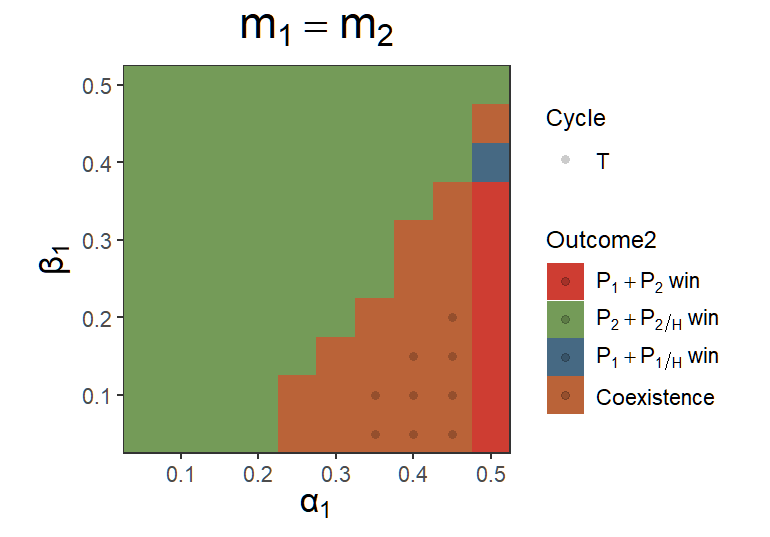 m₁ = m₂
0.5
0.4
0.3
0.2
0.1
β₁
0.1 0.2 0.3 0.4 0.5
α₁
Cycle
T
Outcome2
P₁ + P₂ win
P₂ + P₂/H win
P₁ + P₁/H win
Coexistence